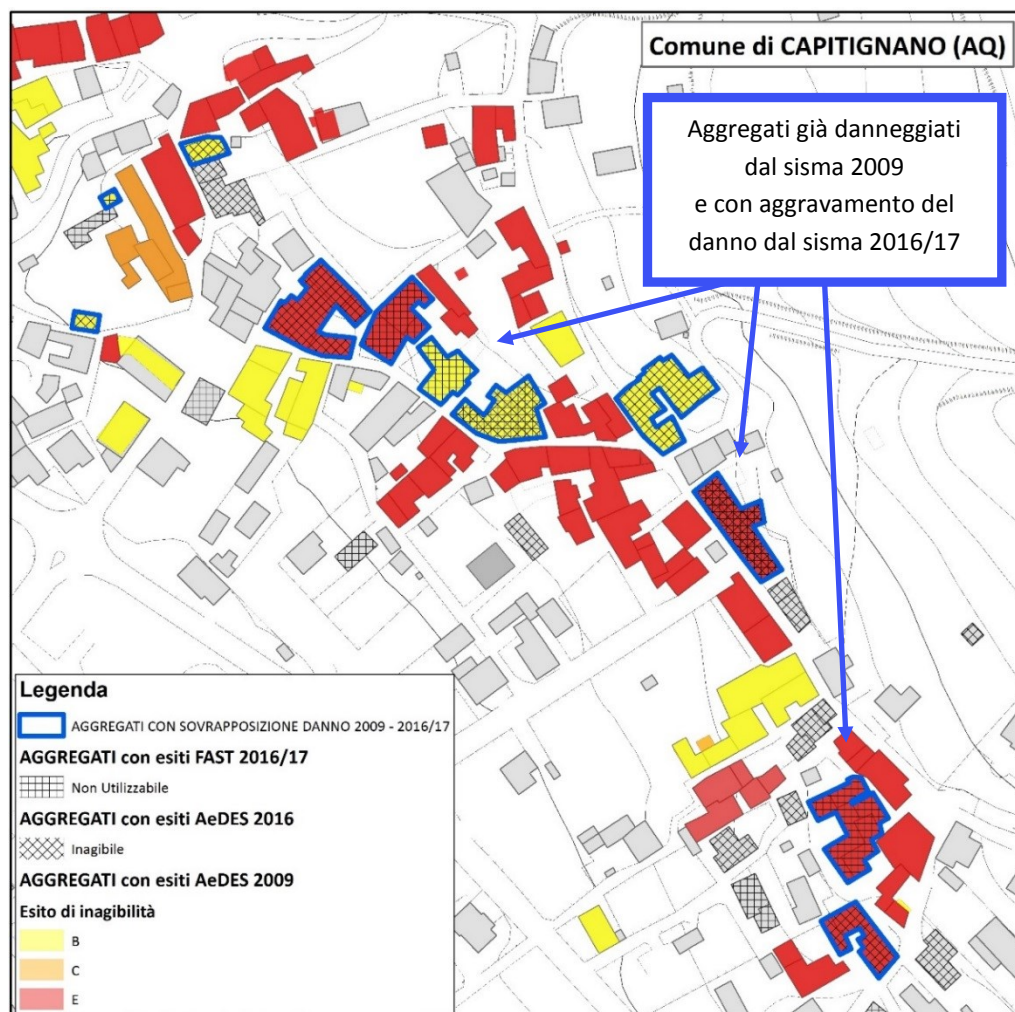 Comune di CAPITIGNANO (AQ)
Aggregati già danneggiati
dal sisma 2009
e con aggravamento del
danno dal sisma 2016/17
Legenda
AGGREGATI CON SOVRAPPOSIZIONE DANNO 2009 - 2016/17
AGGREGATI con esiti FAST 2016/17
Non Utilizzabile
AGGREGATI con esiti AeDES 2016
Inagibile
AGGREGATI con esiti AeDES 2009
Esito di inagibilità
B
C
E